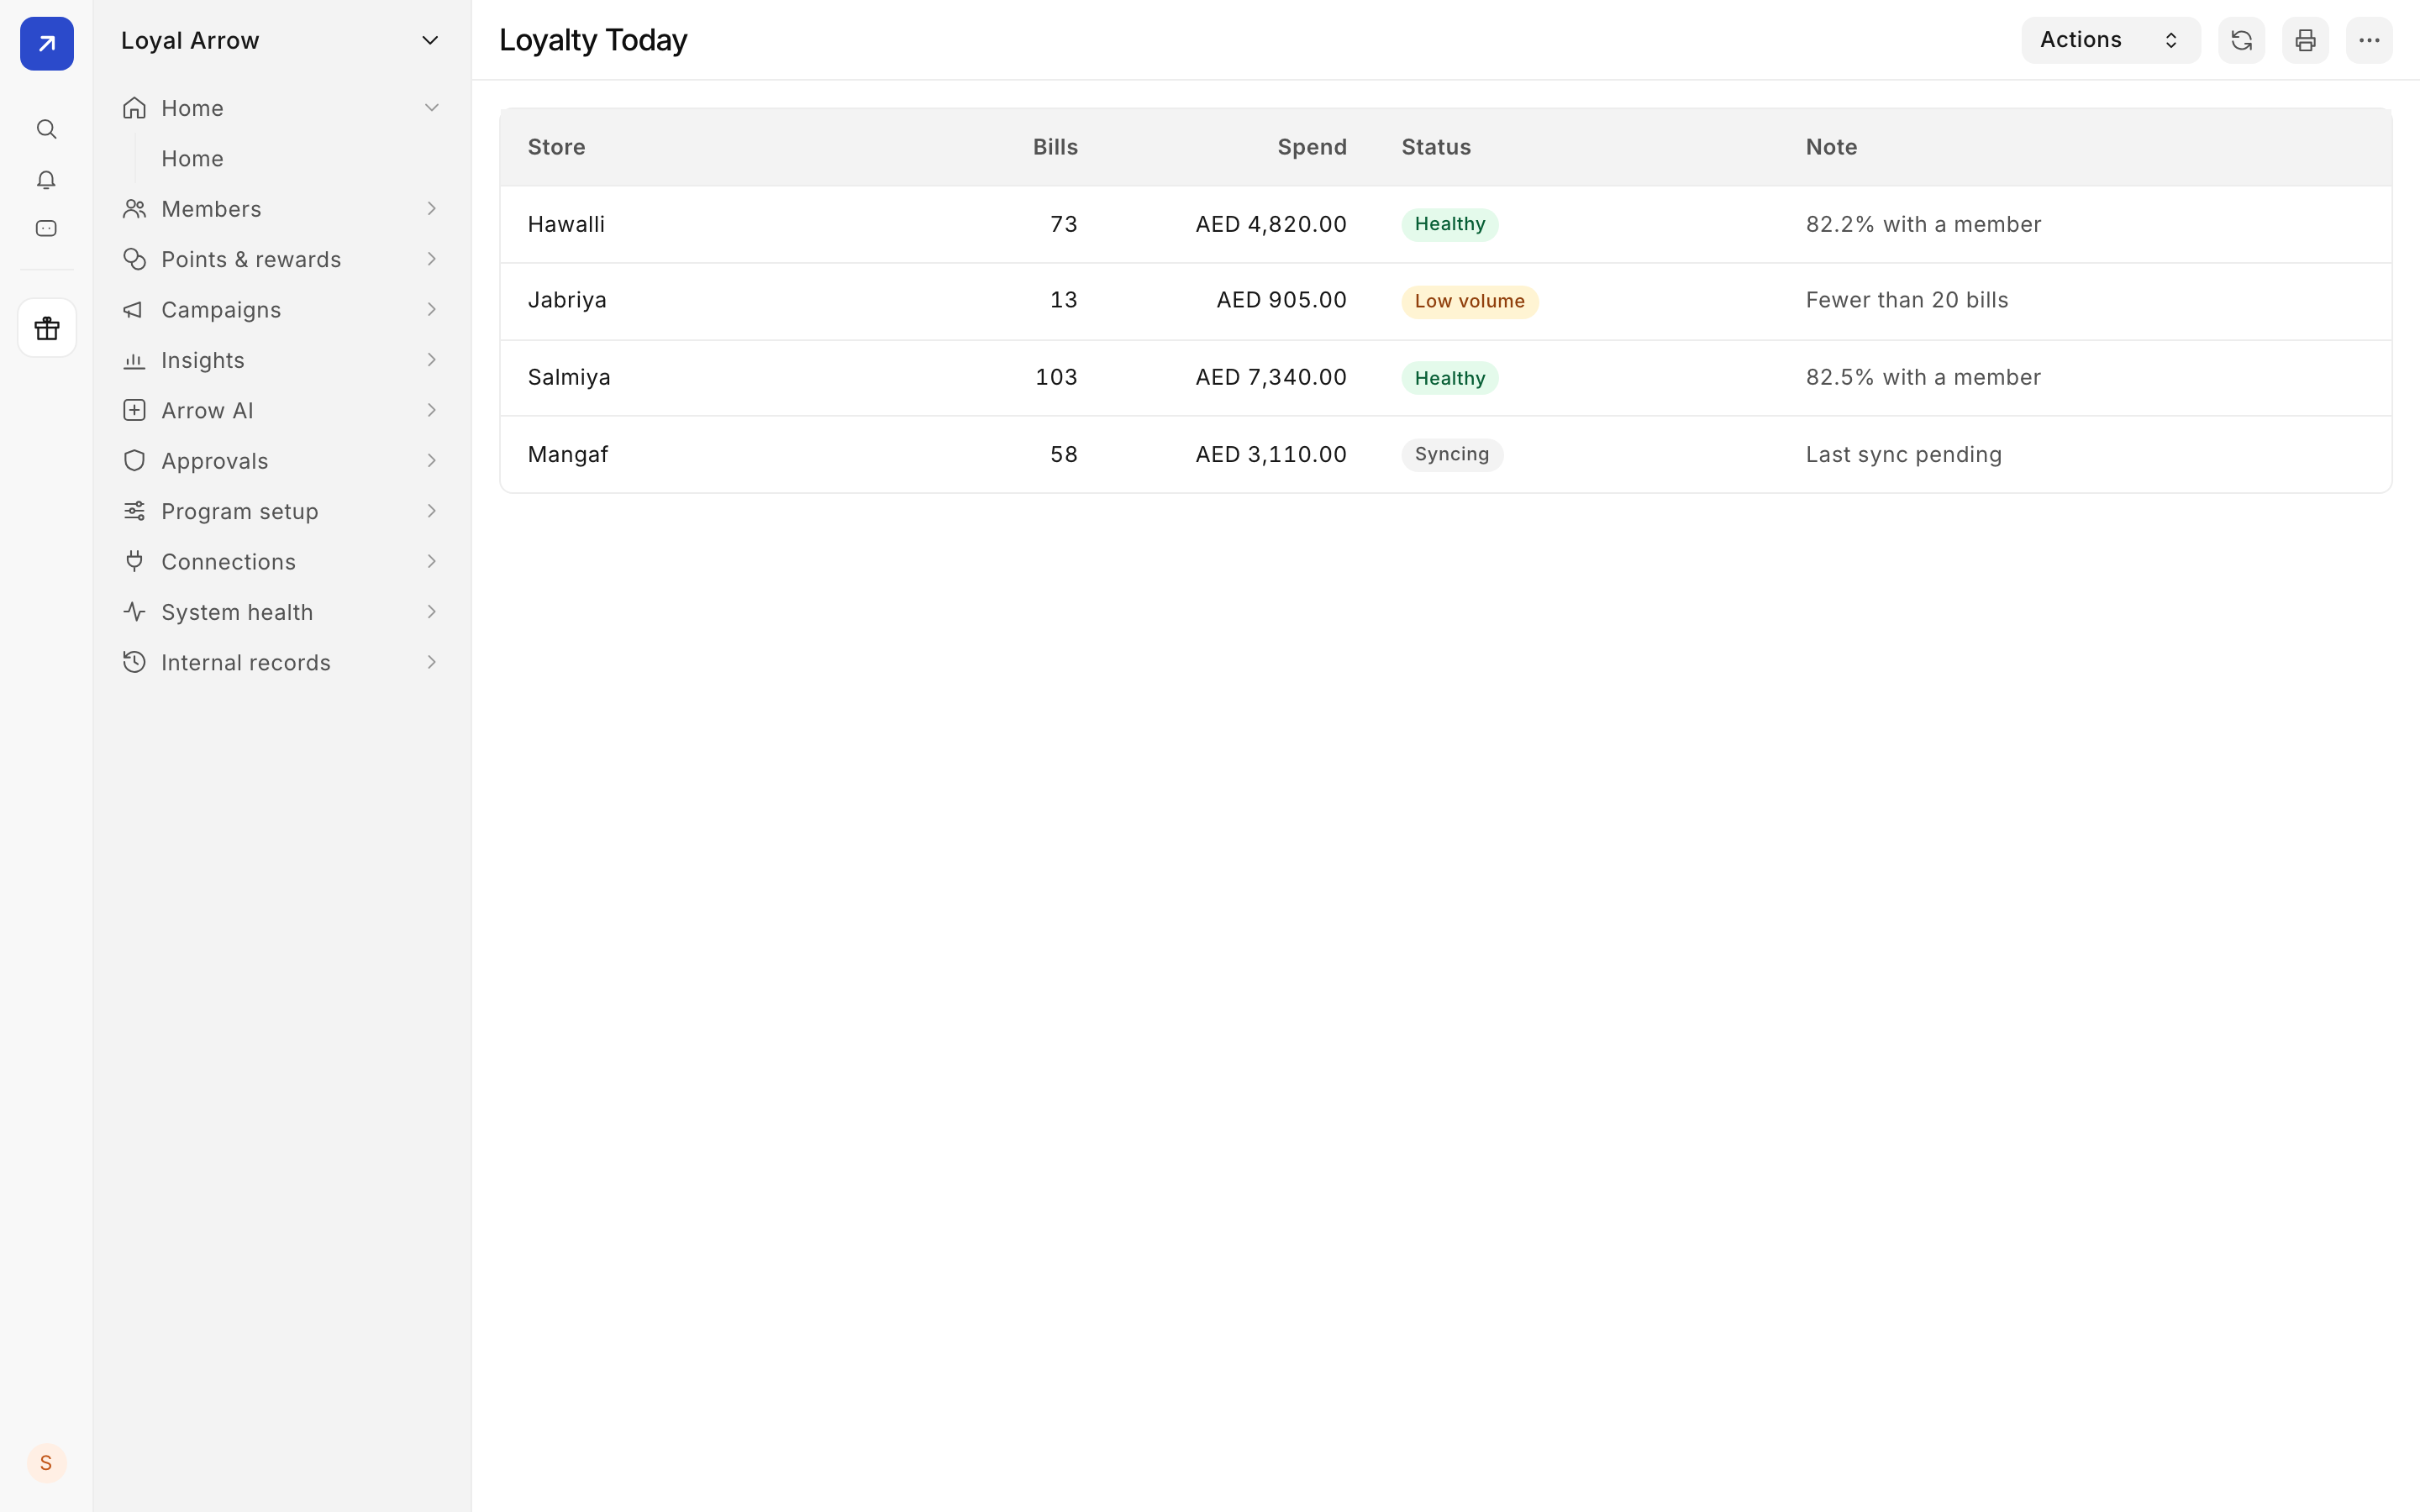 Loyal Arrow
Home
Home
Members
Points & rewards
Campaigns
Insights
Arrow AI
Approvals
Program setup
Connections
System health
Internal records
S
Loyalty Today
Actions
Store Bills Spend Status Note
Hawalli 73 AED 4,820.00 Healthy 82.2% with a member
Jabriya 13 AED 905.00 Low volume Fewer than 20 bills
Salmiya 103 AED 7,340.00 Healthy 82.5% with a member
Mangaf 58 AED 3,110.00 Syncing Last sync pending